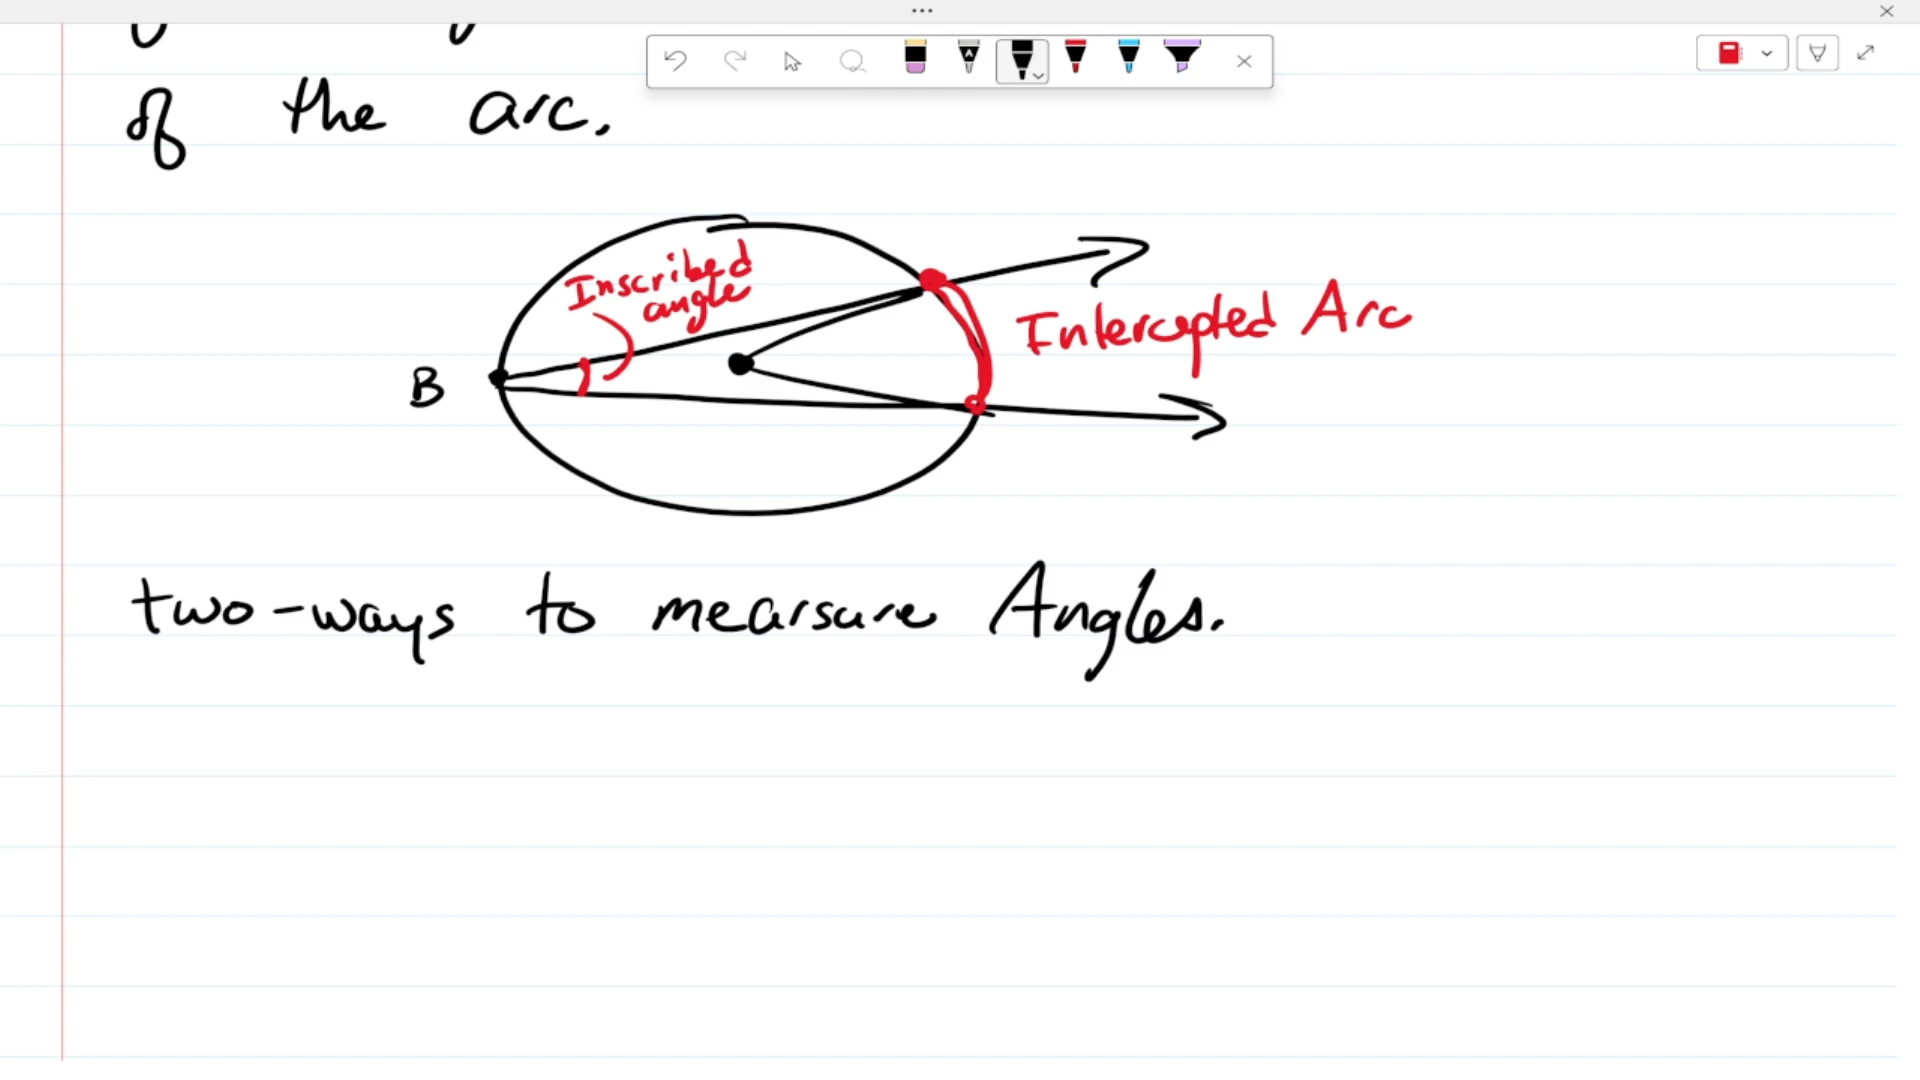 of the arc.
Inscribed
angle
Intercepted Arc
B
two-ways to mearsure Angles.